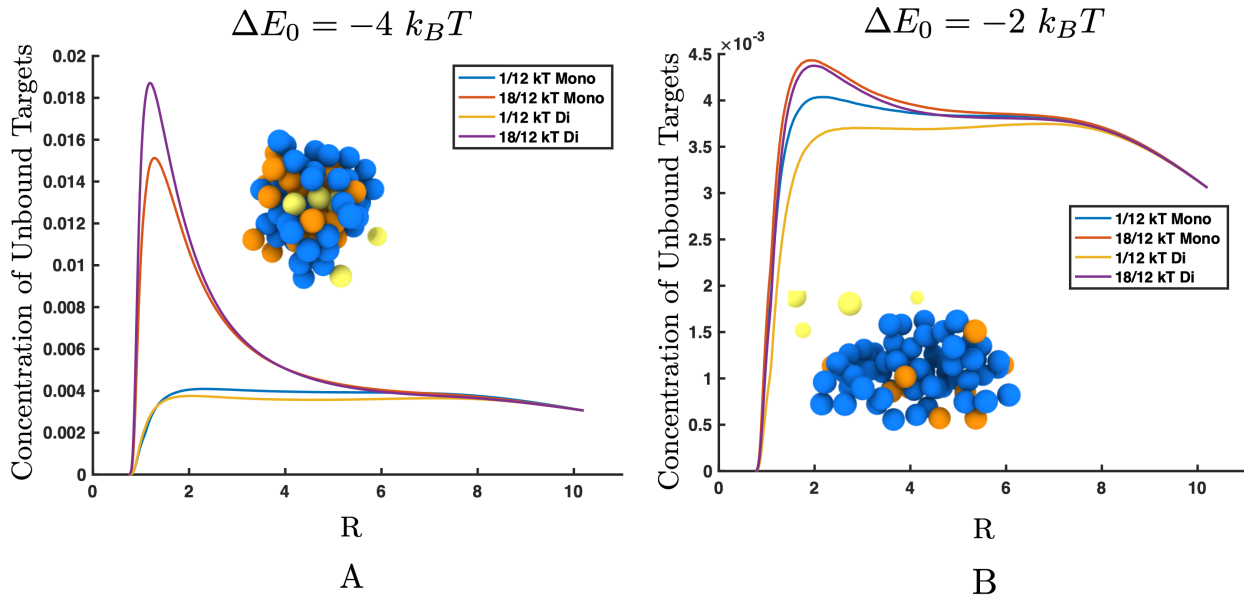 ΔE₀ = −4 k_BT
Concentration of Unbound Targets
0.02
0.018
0.016
0.014
0.012
0.01
0.008
0.006
0.004
0.002
0
0 2 4 6 8 10
R
1/12 kT Mono
18/12 kT Mono
1/12 kT Di
18/12 kT Di
A
ΔE₀ = −2 k_BT
×10⁻³
Concentration of Unbound Targets
4.5
4
3.5
3
2.5
2
1.5
1
0.5
0
0 2 4 6 8 10
R
1/12 kT Mono
18/12 kT Mono
1/12 kT Di
18/12 kT Di
B